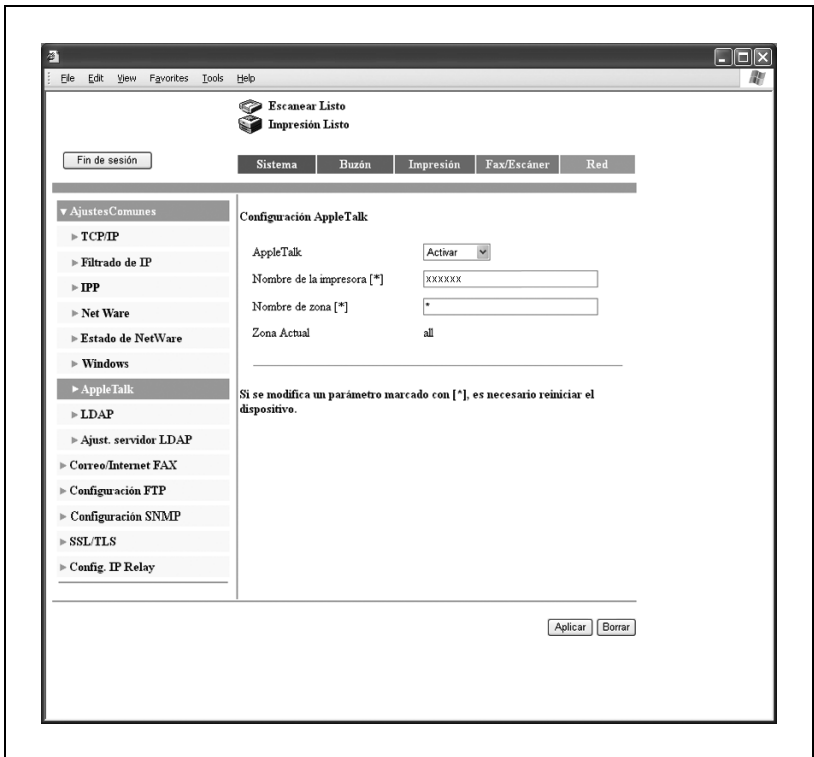 File Edit View Favorites Tools Help
Escanear Listo
Impresión Listo
Fin de sesión
Sistema Buzón Impresión Fax/Escáner Red
▼ AjustesComunes
► TCP/IP
► Filtrado de IP
► IPP
► Net Ware
► Estado de NetWare
► Windows
► AppleTalk
► LDAP
► Ajust. servidor LDAP
► Correo/Internet FAX
► Configuración FTP
► Configuración SNMP
► SSL/TLS
► Config. IP Relay
Configuración AppleTalk
AppleTalk Activar
Nombre de la impresora [*] xxxxxx
Nombre de zona [*] *
Zona Actual all
Si se modifica un parámetro marcado con [*], es necesario reiniciar el
dispositivo.
Aplicar Borrar